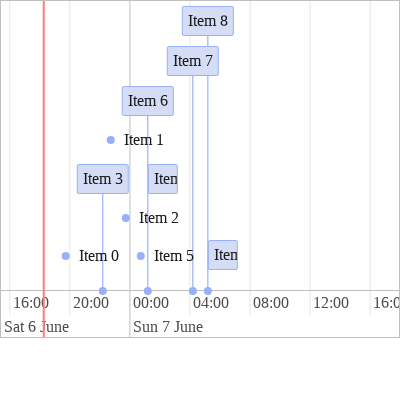 Item 8
Item 7
Item 6
Item 1
Item 3
Item 2
Item 0
Item 5
16:00 20:00 00:00 04:00 08:00 12:00
Sat 6 June Sun 7 June